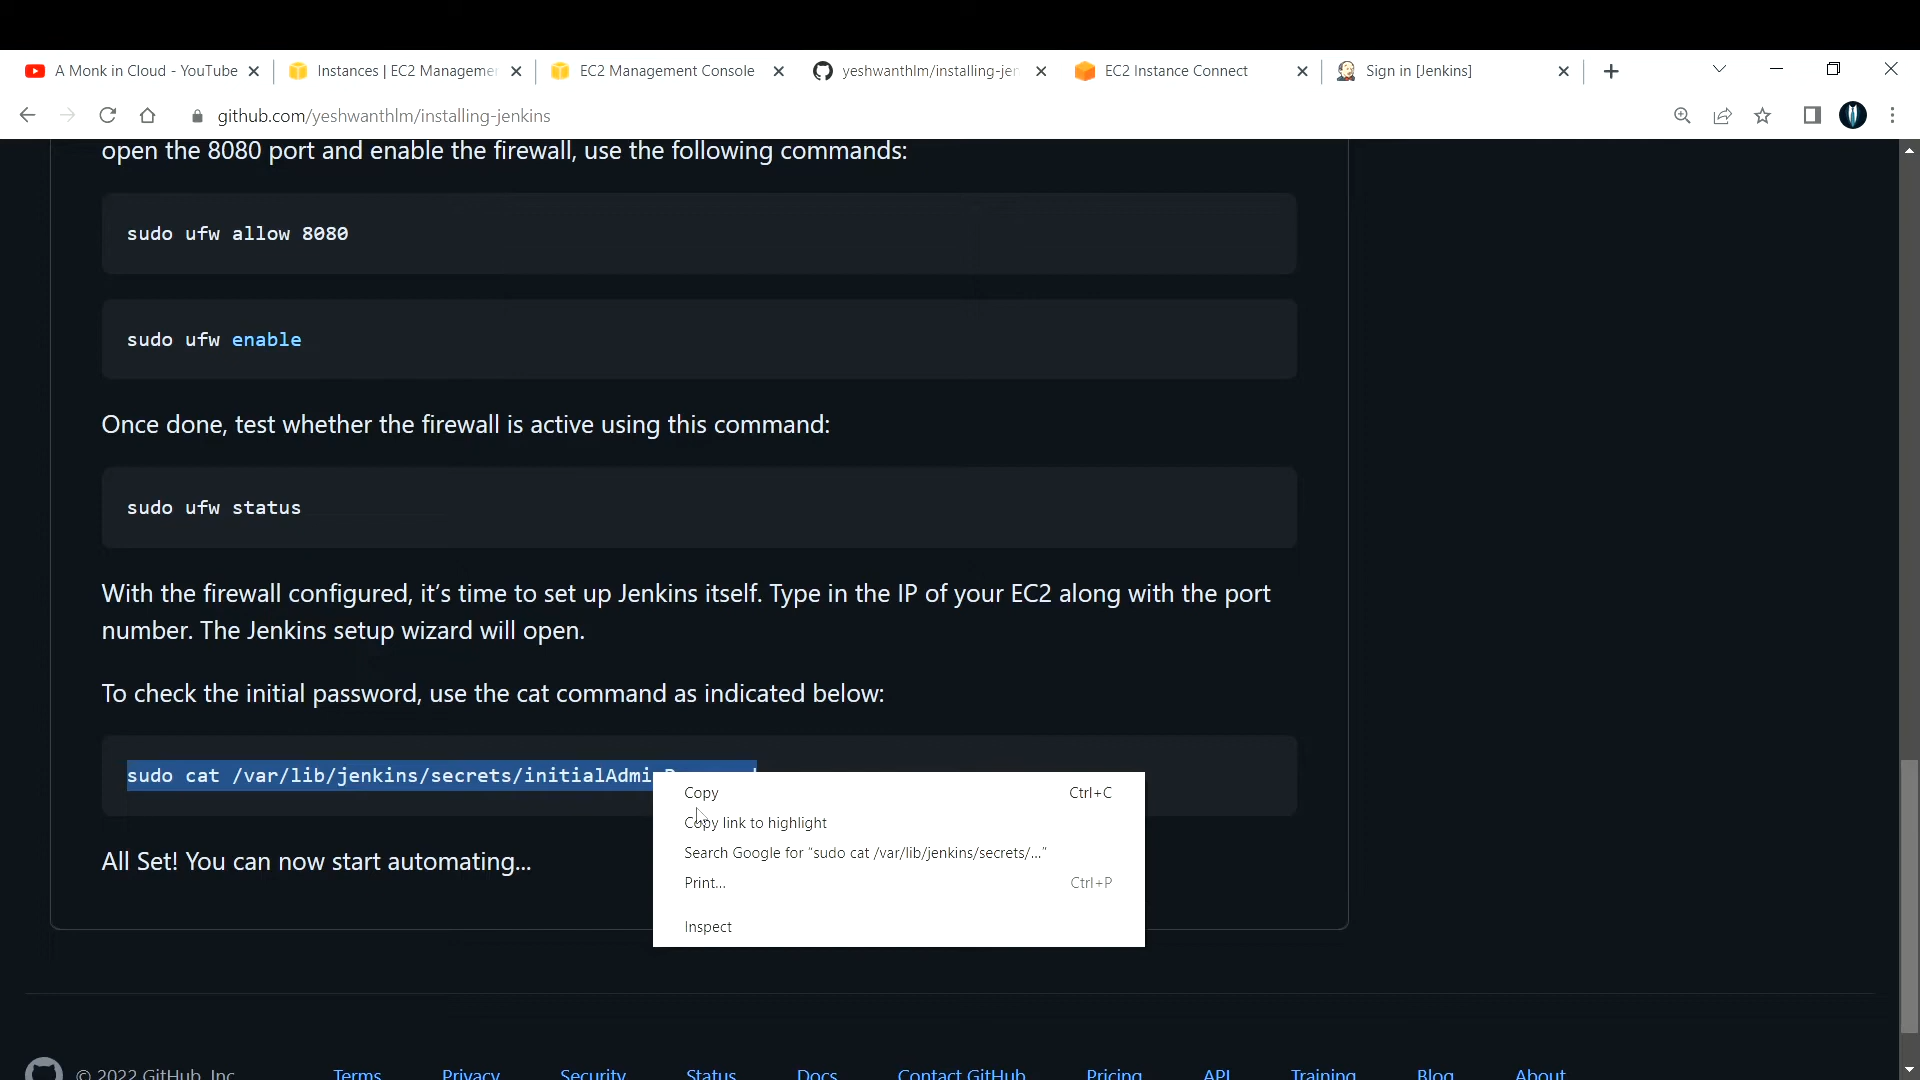 A Monk in Cloud - YouTube
Instances | EC2 Manageme
EC2 Management Console
yeshwanthlm/installing-jen
EC2 Instance Connect
Sign in [Jenkins]
github.com/yeshwanthlm/installing-jenkins
open the 8080 port and enable the firewall, use the following commands:
sudo ufw allow 8080
sudo ufw enable
Once done, test whether the firewall is active using this command:
sudo ufw status
With the firewall configured, it’s time to set up Jenkins itself. Type in the IP of your EC2 along with the port
number. The Jenkins setup wizard will open.
To check the initial password, use the cat command as indicated below:
sudo cat /var/lib/jenkins/secrets/initialAdmi
Copy Ctrl+C
Copy link to highlight
Search Google for “sudo cat /var/lib/jenkins/secrets/...”
Print... Ctrl+P
Inspect
All Set! You can now start automating...
© 2022 GitHub, Inc.
Terms
Privacy
Security
Status
Docs
Contact GitHub
Pricing
API
Training
Blog
About